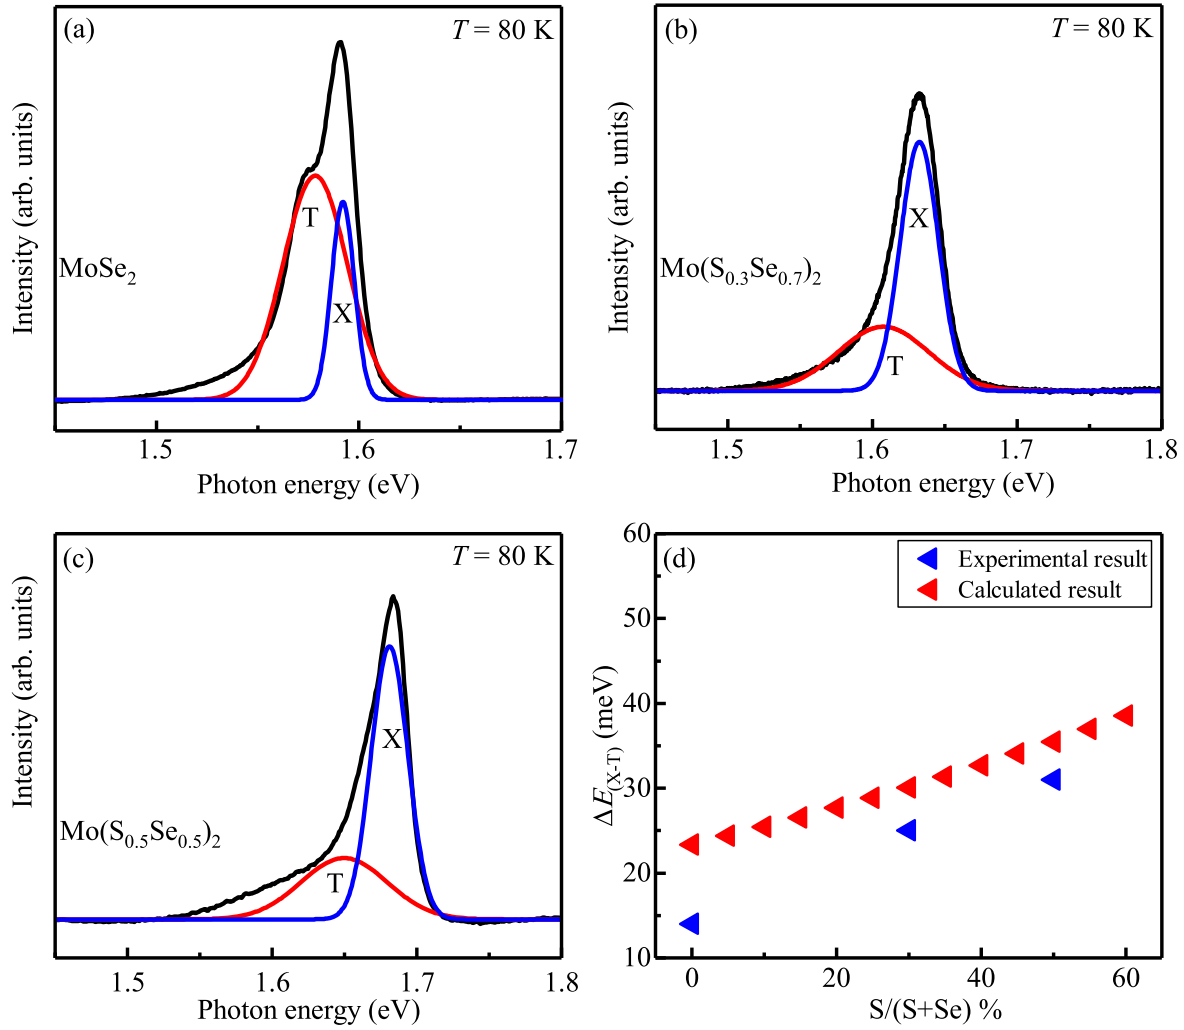 (a)
T = 80 K
T
X
MoSe₂
Intensity (arb. units)
1.5 1.6 1.7
Photon energy (eV)
(b)
T = 80 K
X
T
Mo(S₀.₃Se₀.₇)₂
Intensity (arb. units)
1.5 1.6 1.7 1.8
Photon energy (eV)
(c)
T = 80 K
X
T
Mo(S₀.₅Se₀.₅)₂
Intensity (arb. units)
1.5 1.6 1.7 1.8
Photon energy (eV)
(d)
Experimental result
Calculated result
60
50
40
30
20
10
ΔE(X-T) (meV)
0 20 40 60
S/(S+Se) %